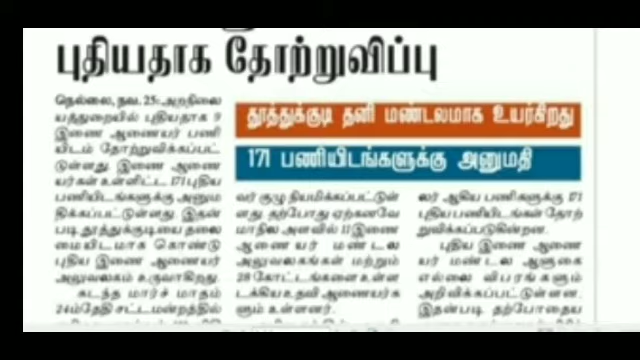 புதியதாக தோற்றுவிப்பு
நெல்லை, நவ. 25: அறநிலை
யத்துறையில் புதியதாக 9
இணை ஆணையர் பணி
யிடம் தோற்றுவிக்கப்பட்
டுள்ளது. இணை ஆணை
யர்கள் உள்ளிட்ட 171 புதிய
பணியிடங்களுக்கு அனும
திக்கப்பட்டுள்ளது. இதன்
படி தூத்துக்குடியை தலை
மையிடமாக கொண்டு
புதிய இணை ஆணையர்
அலுவலகம் உருவாகிறது.
கடந்த மார்ச் மாதம்
24ம்தேதி சட்டமன்றத்தில்
தூத்துக்குடி தனி மண்டலமாக உயர்கிறது
171 பணியிடங்களுக்கு அனுமதி
வர் குழு நியமிக்கப்பட்டுள்
ளது. தற்போது ஏற்கனவே
மாநில அளவில் 11 இணை
ஆணையர் மண்டல
அலுவலகங்கள் மற்றும்
28 கோட்டங்களை உள்ள
டக்கிய உதவி ஆணையர்க
ளும் உள்ளனர்.
லர் ஆகிய பணிகளுக்கு 171
புதிய பணியிடங்கள் தோற்
றுவிக்கப்படுகின்றன.
புதிய இணை ஆணை
யர் மண்டல ஆளுகை
எல்லை விபரங்களும்
அறிவிக்கப்பட்டுள்ளன.
இதன்படி தற்போதைய